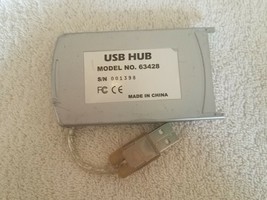 USB HUB
MODEL NO. 63428
S/N 001396
FC CE
MADE IN CHINA